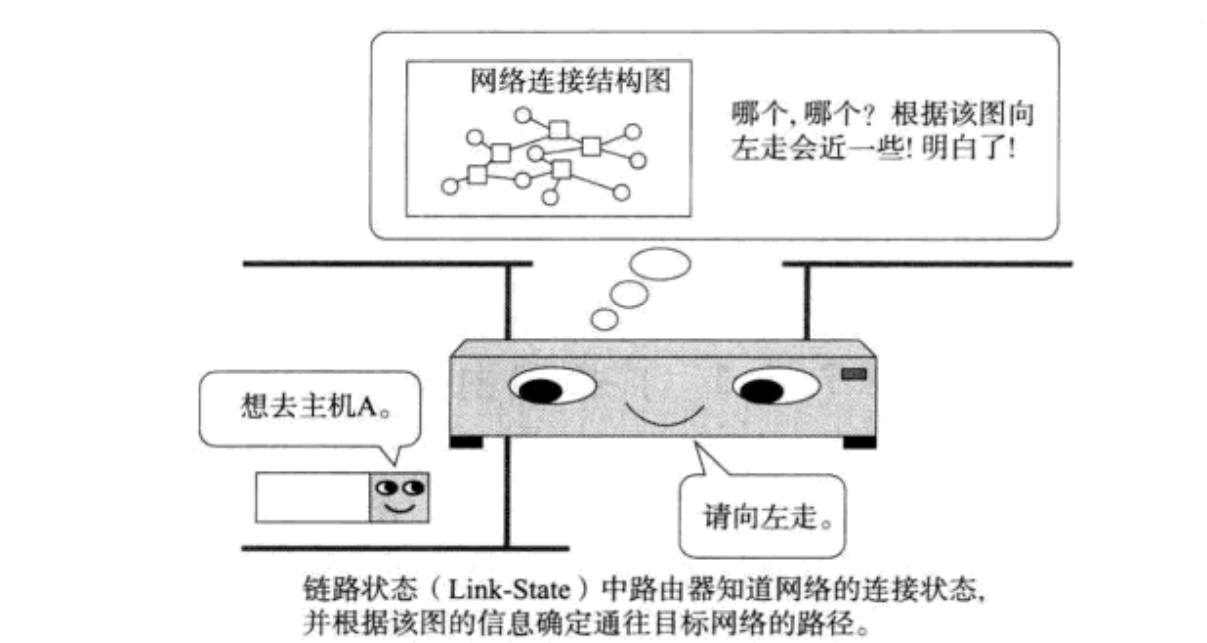 网络连接结构图
哪个,哪个？根据该图向
左走会近一些!明白了!
想去主机A。
请向左走。
链路状态（Link-State）中路由器知道网络的连接状态,
并根据该图的信息确定通往目标网络的路径。